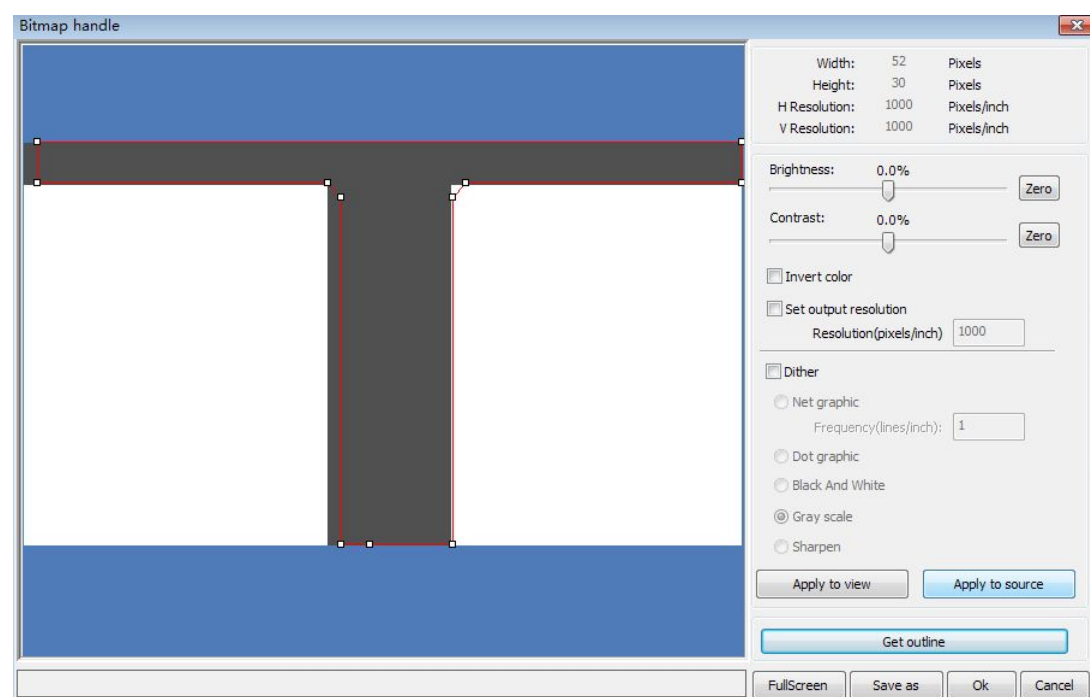 Bitmap handle
Width: 52 Pixels
Height: 30 Pixels
H Resolution: 1000 Pixels/inch
V Resolution: 1000 Pixels/inch
Brightness: 0.0%
Zero
Contrast: 0.0%
Zero
Invert color
Set output resolution
Resolution(pixels/inch) 1000
Dither
Net graphic
Frequency(lines/inch): 1
Dot graphic
Black And White
Gray scale
Sharpen
Apply to view Apply to source
Get outline
FullScreen Save as Ok Cancel